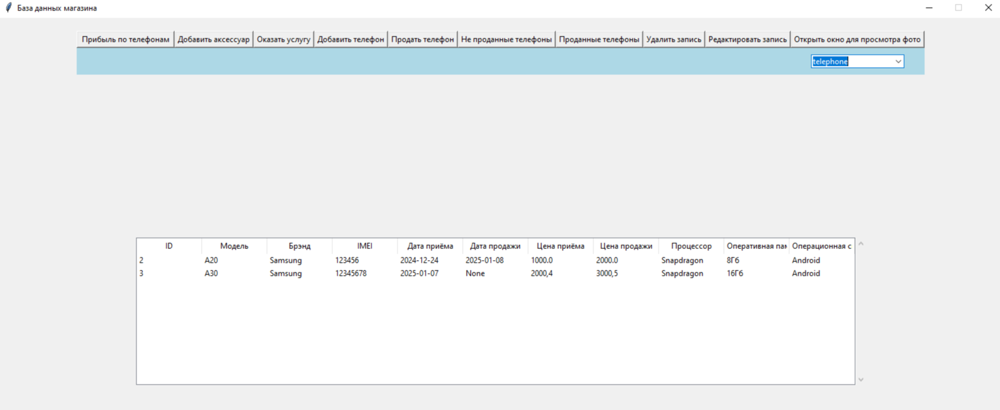 База данных магазина
Прибыль по телефонам Добавить аксессуар Оказать услугу Добавить телефон Продать телефон Не проданные телефоны Проданные телефоны Удалить запись Редактировать запись Открыть окно для просмотра фото
telephone
ID Модель Брэнд IMEI Дата приёма Дата продажи Цена приёма Цена продажи Процессор Оперативная пам Операционная с
2 A20 Samsung 123456 2024-12-24 2025-01-08 1000.0 2000.0 Snapdragon 8Гб Android
3 A30 Samsung 12345678 2025-01-07 None 2000,4 3000,5 Snapdragon 16Гб Android